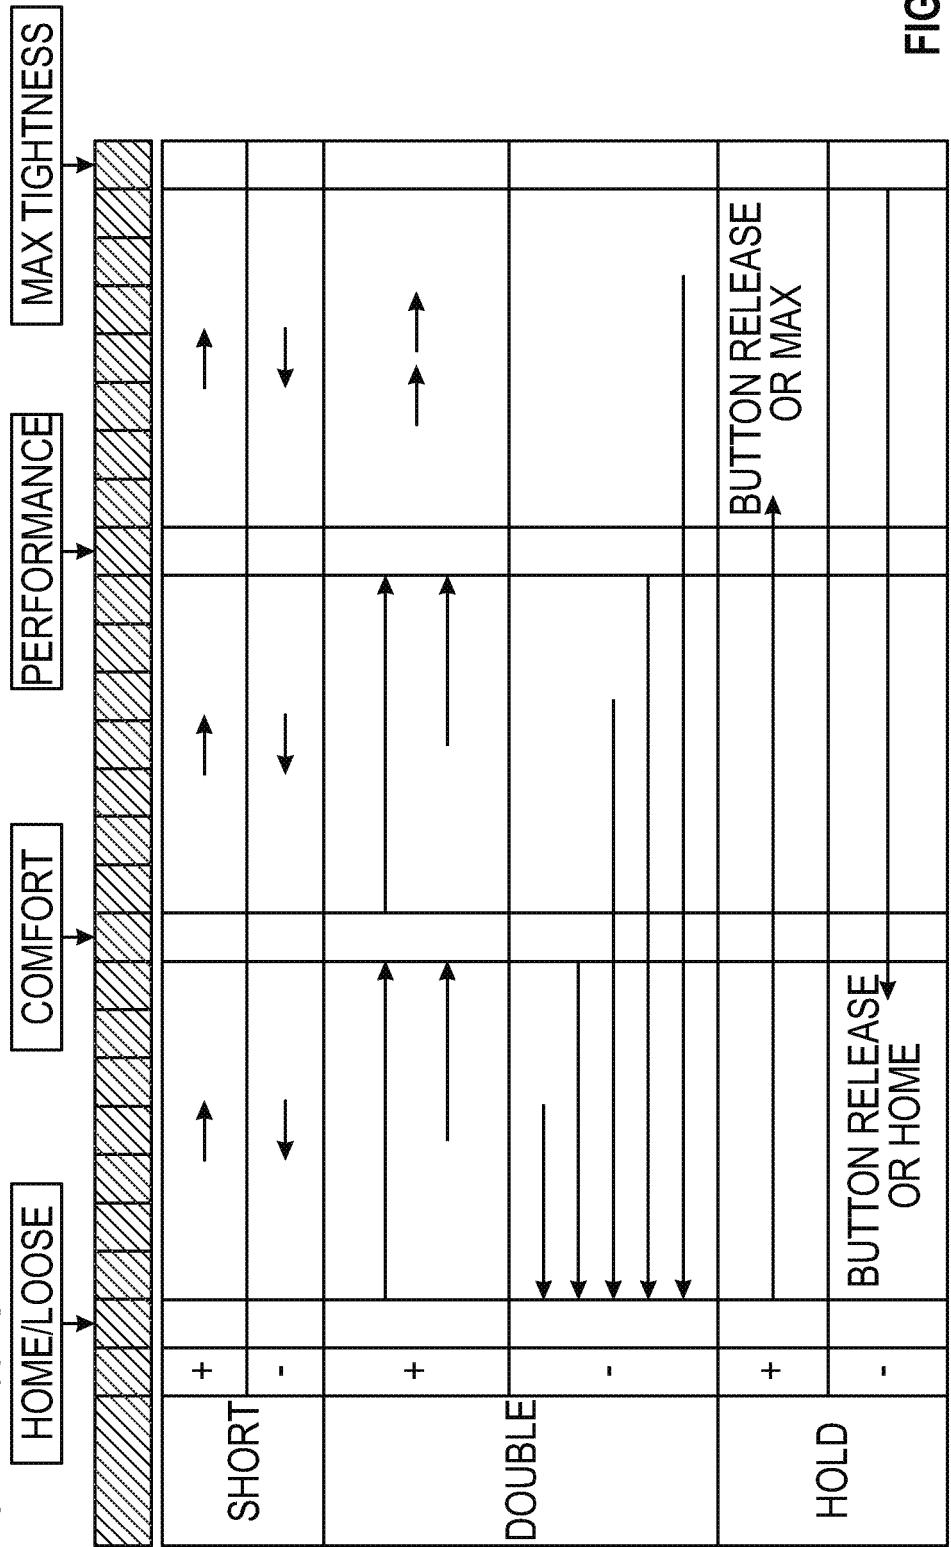 HOME/LOOSE
COMFORT
PERFORMANCE
MAX TIGHTNESS
SHORT
+
-
DOUBLE
+
-
HOLD
+
BUTTON RELEASE
OR MAX
-
BUTTON RELEASE
OR HOME
FIG